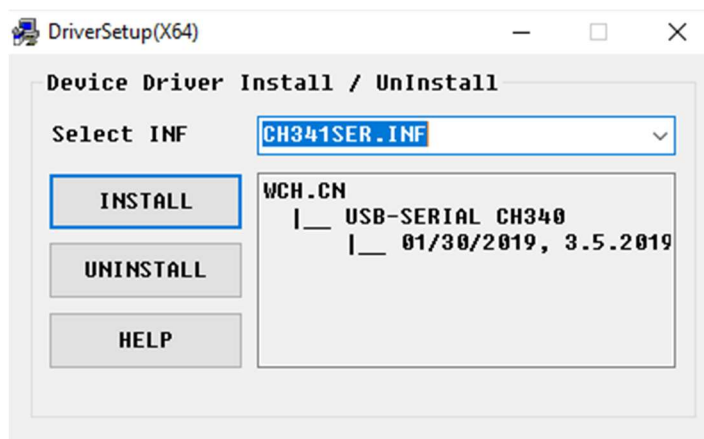 DriverSetup(X64)
Device Driver Install / UnInstall
Select INF
CH341SER.INF
INSTALL
UNINSTALL
HELP
WCH.CN
|__ USB-SERIAL CH340
|__ 01/30/2019, 3.5.2019